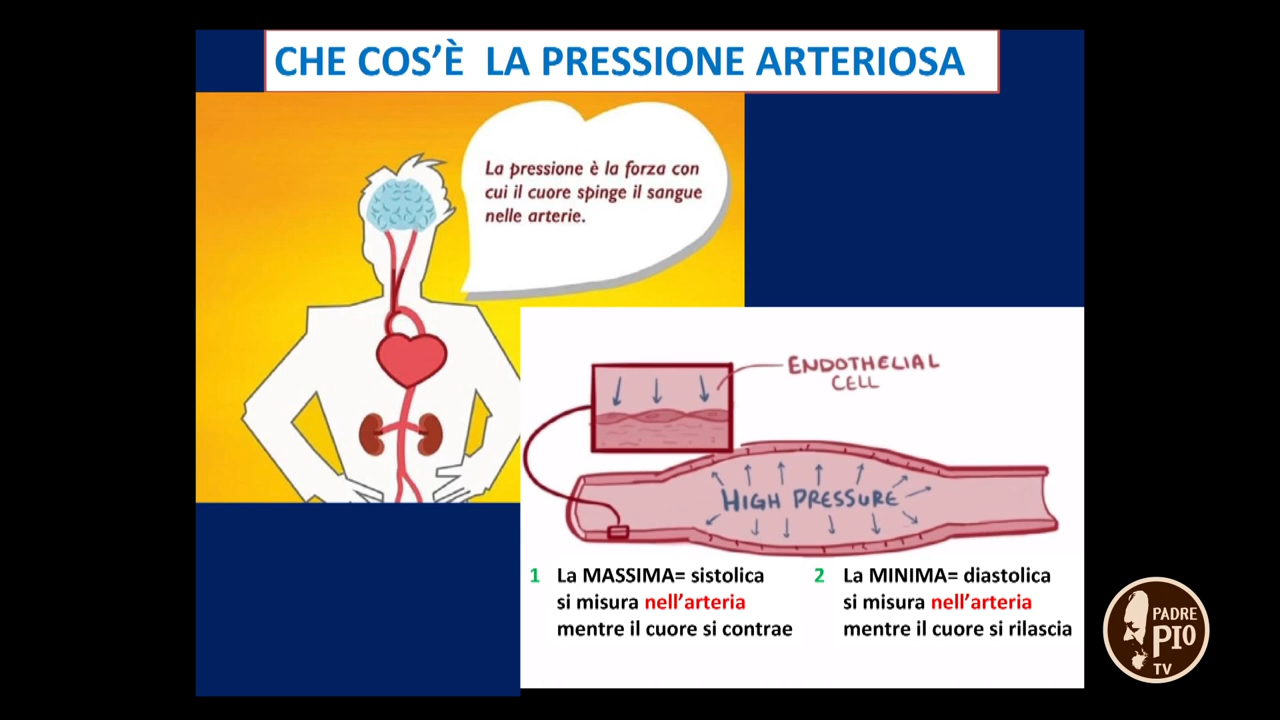 CHE COS'È LA PRESSIONE ARTERIOSA
La pressione è la forza con
cui il cuore spinge il sangue
nelle arterie.
ENDOTHELIAL
CELL
HIGH PRESSURE
1 La MASSIMA= sistolica
si misura nell'arteria
mentre il cuore si contrae
2 La MINIMA= diastolica
si misura nell'arteria
mentre il cuore si rilascia
PADRE
PIO
TV